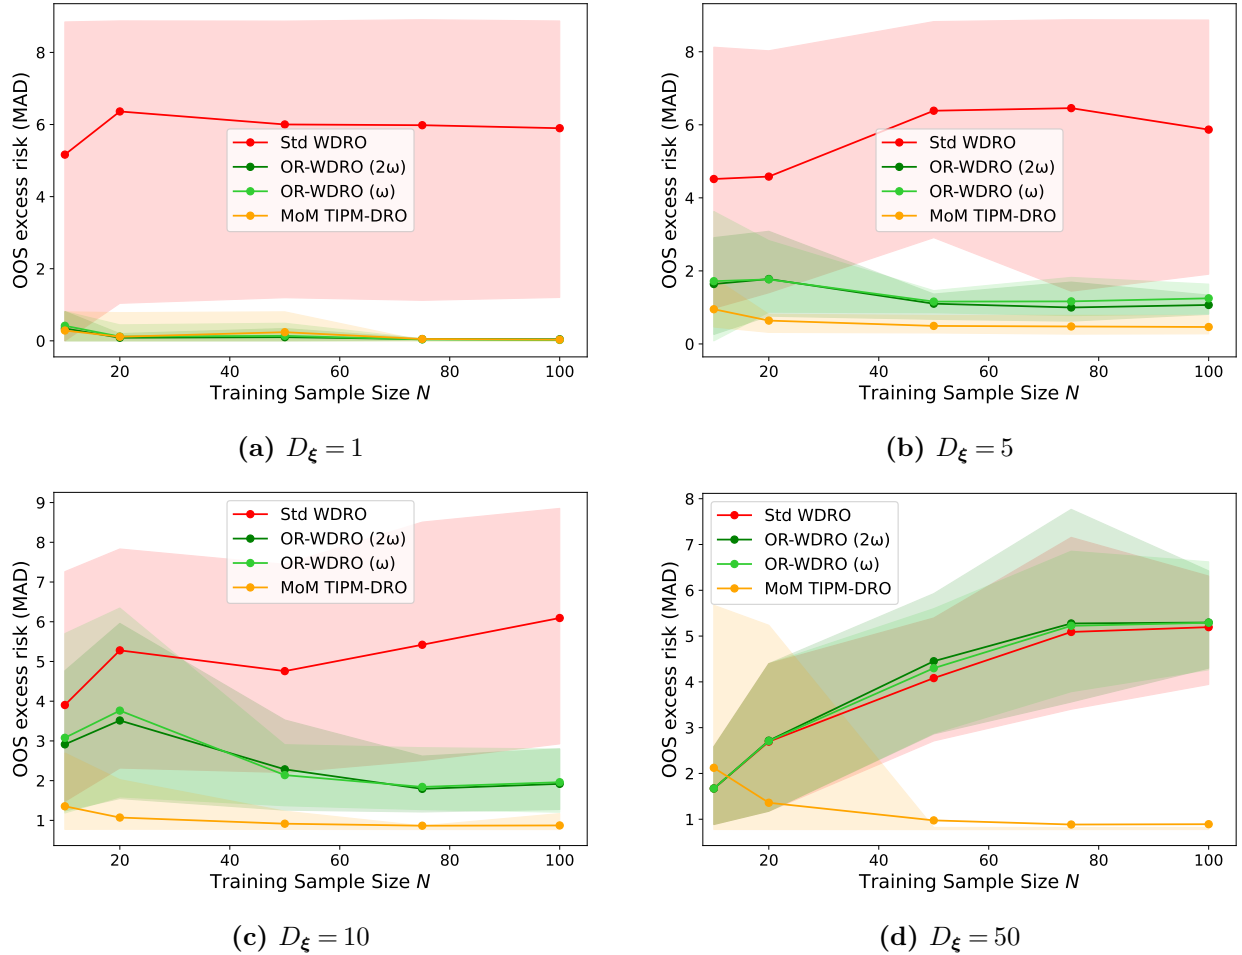 OOS excess risk (MAD)
8
6
4
2
0
Std WDRO
OR-WDRO (2ω)
OR-WDRO (ω)
MoM TIPM-DRO
20 40 60 80 100
Training Sample Size N
(a) D_ξ = 1
OOS excess risk (MAD)
8
6
4
2
0
Std WDRO
OR-WDRO (2ω)
OR-WDRO (ω)
MoM TIPM-DRO
20 40 60 80 100
Training Sample Size N
(b) D_ξ = 5
OOS excess risk (MAD)
9
8
7
6
5
4
3
2
1
Std WDRO
OR-WDRO (2ω)
OR-WDRO (ω)
MoM TIPM-DRO
20 40 60 80 100
Training Sample Size N
(c) D_ξ = 10
OOS excess risk (MAD)
8
7
6
5
4
3
2
1
Std WDRO
OR-WDRO (2ω)
OR-WDRO (ω)
MoM TIPM-DRO
20 40 60 80 100
Training Sample Size N
(d) D_ξ = 50